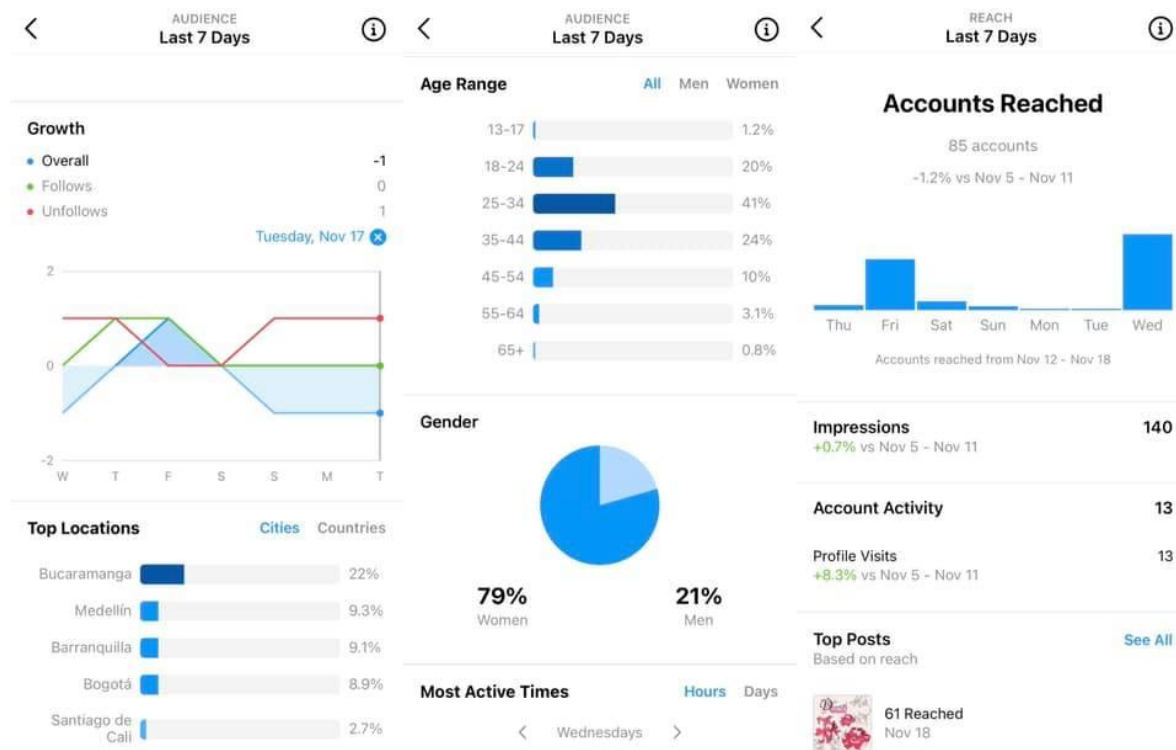 AUDIENCE
Last 7 Days
Growth
Overall -1
Follows 0
Unfollows 1
Tuesday, Nov 17
2
0
-2
W T F S S M T
Top Locations Cities Countries
Bucaramanga 22%
Medellín 9.3%
Barranquilla 9.1%
Bogotá 8.9%
Santiago de
Cali 2.7%
AUDIENCE
Last 7 Days
Age Range All Men Women
13-17 1.2%
18-24 20%
25-34 41%
35-44 24%
45-54 10%
55-64 3.1%
65+ 0.8%
Gender
79% 21%
Women Men
Most Active Times Hours Days
Wednesdays
REACH
Last 7 Days
Accounts Reached
85 accounts
-1.2% vs Nov 5 - Nov 11
Thu Fri Sat Sun Mon Tue Wed
Accounts reached from Nov 12 - Nov 18
Impressions 140
+0.7% vs Nov 5 - Nov 11
Account Activity 13
Profile Visits 13
+8.3% vs Nov 5 - Nov 11
Top Posts See All
Based on reach
61 Reached
Nov 18